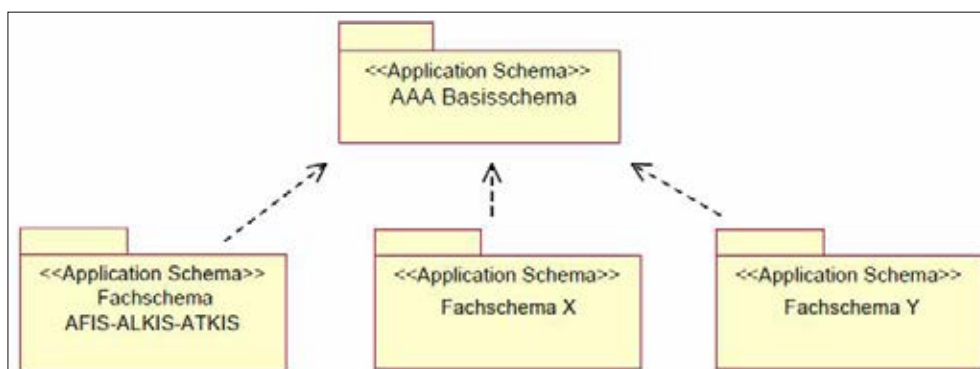 <<Application Schema>>
AAA Basisschema
<<Application Schema>>
Fachschema
AFIS-ALKIS-ATKIS
<<Application Schema>>
Fachschema X
<<Application Schema>>
Fachschema Y